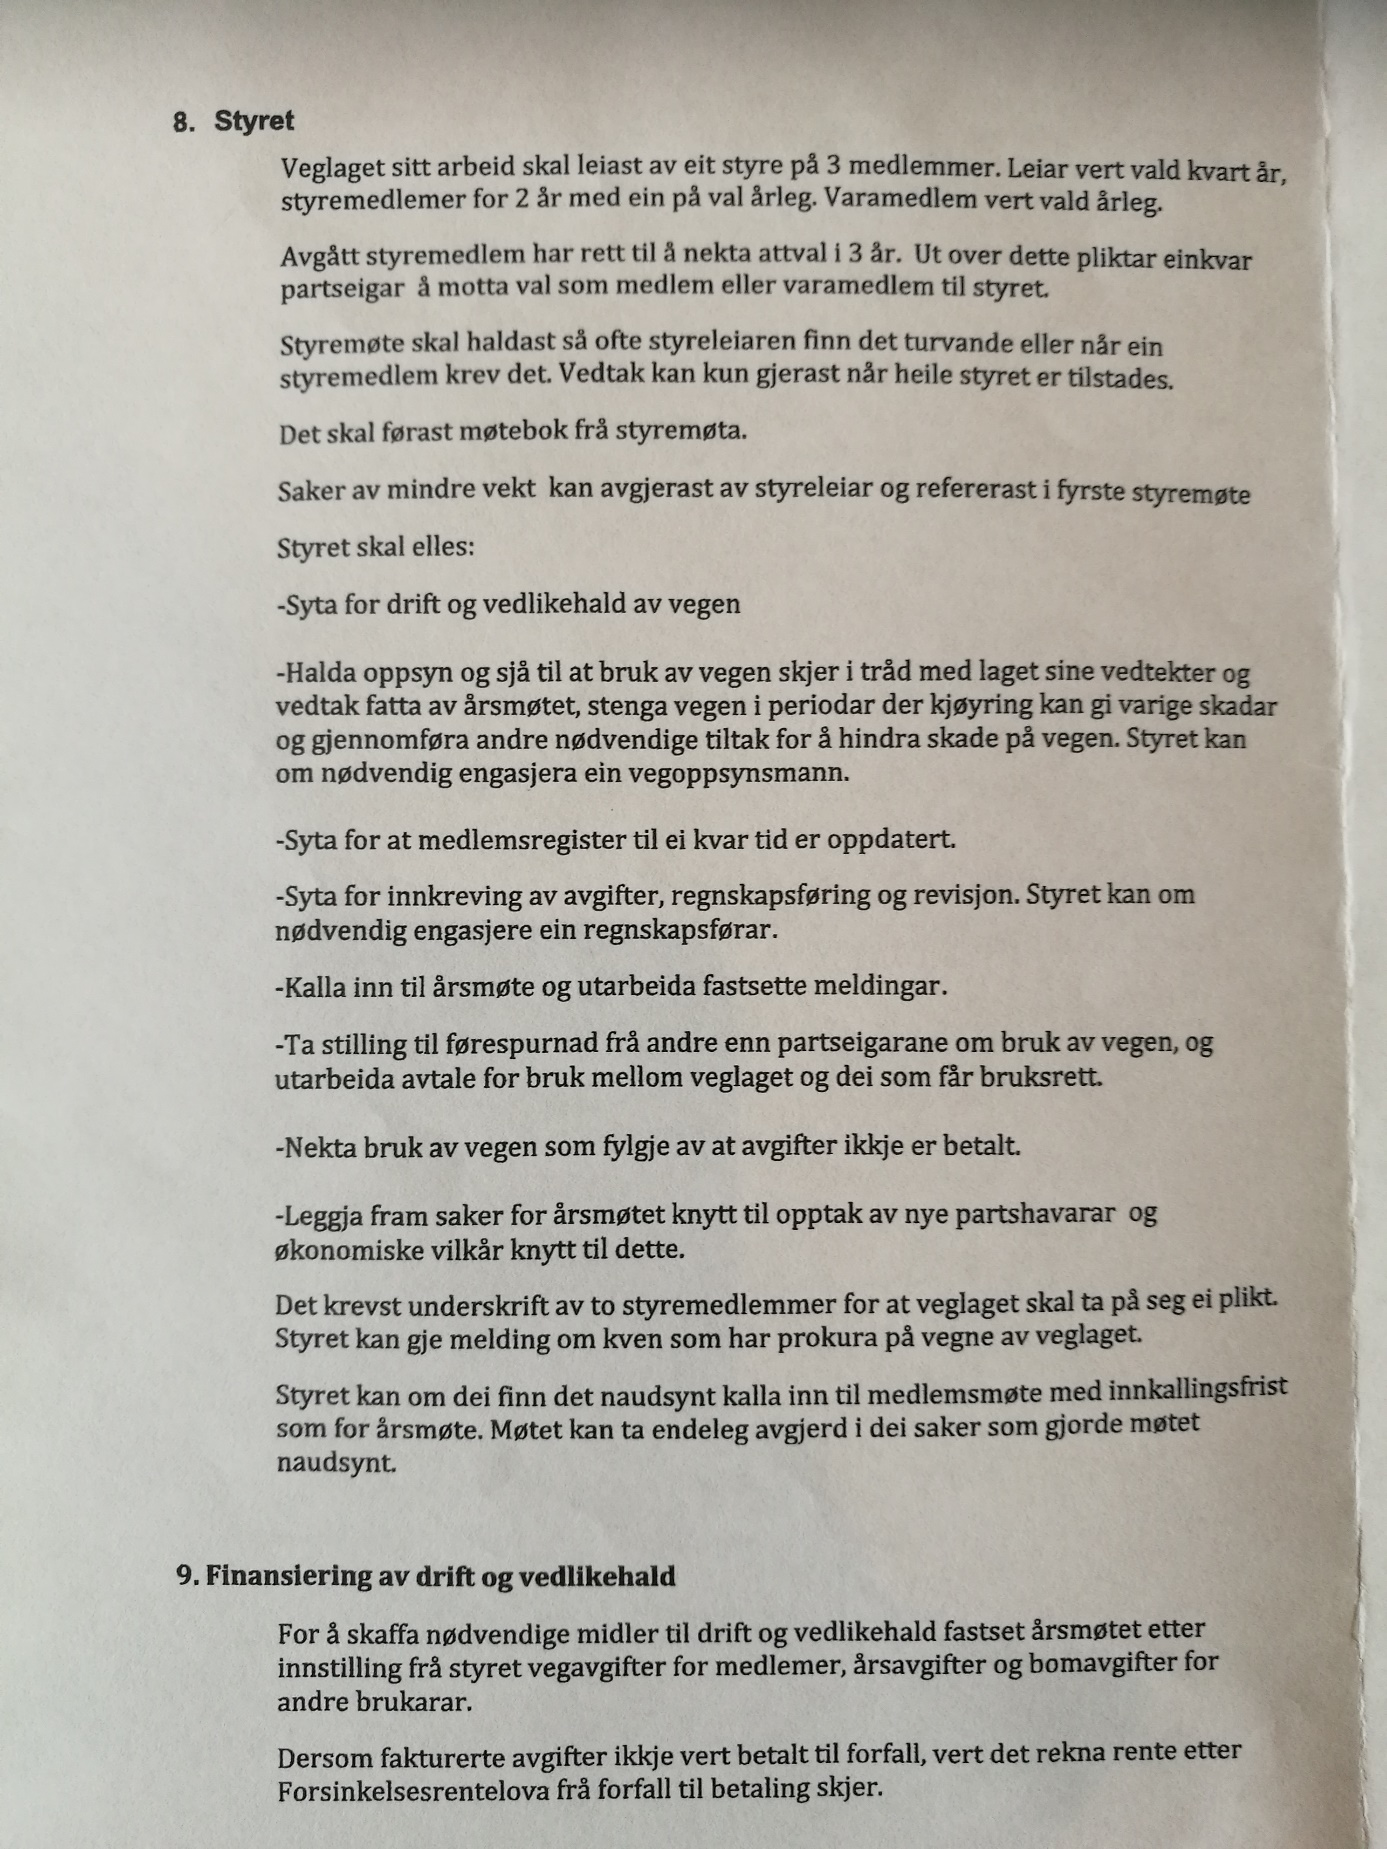 8. Styret
Veglaget sitt arbeid skal leiast av eit styre på 3 medlemmer. Leiar vert vald kvart år,
styremedlemer for 2 år med ein på val årleg. Varamedlem vert vald årleg.
Avgått styremedlem har rett til å nekta attval i 3 år. Ut over dette pliktar einkvar
partseigar å motta val som medlem eller varamedlem til styret.
Styremøte skal haldast så ofte styreleiaren finn det turvande eller når ein
styremedlem krev det. Vedtak kan kun gjerast når heile styret er tilstades.
Det skal førast møtebok frå styremøta.
Saker av mindre vekt kan avgjerast av styreleiar og refererast i fyrste styremøte
Styret skal elles:
-Syta for drift og vedlikehald av vegen
-Halda oppsyn og sjå til at bruk av vegen skjer i tråd med laget sine vedtekter og
vedtak fatta av årsmøtet, stenga vegen i periodar der kjøyring kan gi varige skadar
og gjennomføra andre nødvendige tiltak for å hindra skade på vegen. Styret kan
om nødvendig engasjera ein vegoppsynsmann.
-Syta for at medlemsregister til ei kvar tid er oppdatert.
-Syta for innkreving av avgifter, regnskapsføring og revisjon. Styret kan om
nødvendig engasjere ein regnskapsførar.
-Kalla inn til årsmøte og utarbeida fastsette meldingar.
-Ta stilling til førespurnad frå andre enn partseigarane om bruk av vegen, og
utarbeida avtale for bruk mellom veglaget og dei som får bruksrett.
-Nekta bruk av vegen som fylgje av at avgifter ikkje er betalt.
-Leggja fram saker for årsmøtet knytt til opptak av nye partshavarar og
økonomiske vilkår knytt til dette.
Det krevst underskrift av to styremedlemmer for at veglaget skal ta på seg ei plikt.
Styret kan gje melding om kven som har prokura på vegne av veglaget.
Styret kan om dei finn det naudsynt kalla inn til medlemsmøte med innkallingsfrist
som for årsmøte. Møtet kan ta endeleg avgjerd i dei saker som gjorde møtet
naudsynt.
9. Finansiering av drift og vedlikehald
For å skaffa nødvendige midler til drift og vedlikehald fastset årsmøtet etter
innstilling frå styret vegavgifter for medlemer, årsavgifter og bomavgifter for
andre brukarar.
Dersom fakturerte avgifter ikkje vert betalt til forfall, vert det rekna rente etter
Forsinkelsesrentelova frå forfall til betaling skjer.